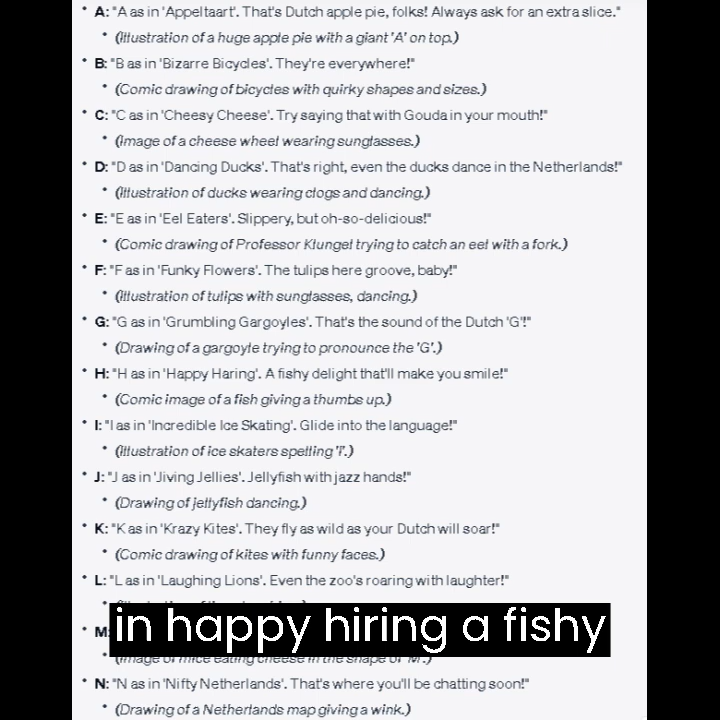 • A: "A as in 'Appeltaart'. That's Dutch apple pie, folks! Always ask for an extra slice."
• (Illustration of a huge apple pie with a giant 'A' on top.)
• B: "B as in 'Bizarre Bicycles'. They're everywhere!"
• (Comic drawing of bicycles with quirky shapes and sizes.)
• C: "C as in 'Cheesy Cheese'. Try saying that with Gouda in your mouth!"
• (Image of a cheese wheel wearing sunglasses.)
• D: "D as in 'Dancing Ducks'. That's right, even the ducks dance in the Netherlands!"
• (Illustration of ducks wearing clogs and dancing.)
• E: "E as in 'Eel Eaters'. Slippery, but oh-so-delicious!"
• (Comic drawing of Professor Klungel trying to catch an eel with a fork.)
• F: "F as in 'Funky Flowers'. The tulips here groove, baby!"
• (Illustration of tulips with sunglasses, dancing.)
• G: "G as in 'Grumbling Gargoyles'. That's the sound of the Dutch 'G'!"
• (Drawing of a gargoyle trying to pronounce the 'G'.)
• H: "H as in 'Happy Haring'. A fishy delight that'll make you smile!"
• (Comic image of a fish giving a thumbs up.)
• I: "I as in 'Incredible Ice Skating'. Glide into the language!"
• (Illustration of ice skaters spelling 'I'.)
• J: "J as in 'Jiving Jellies'. Jellyfish with jazz hands!"
• (Drawing of jellyfish dancing.)
• K: "K as in 'Krazy Kites'. They fly as wild as your Dutch will soar!"
• (Comic drawing of kites with funny faces.)
• L: "L as in 'Laughing Lions'. Even the zoo's roaring with laughter!"
• M:
in happy hiring a fishy
• (Image of mice eating cheese in the shape of 'M'.)
• N: "N as in 'Nifty Netherlands'. That's where you'll be chatting soon!"
• (Drawing of a Netherlands map giving a wink.)